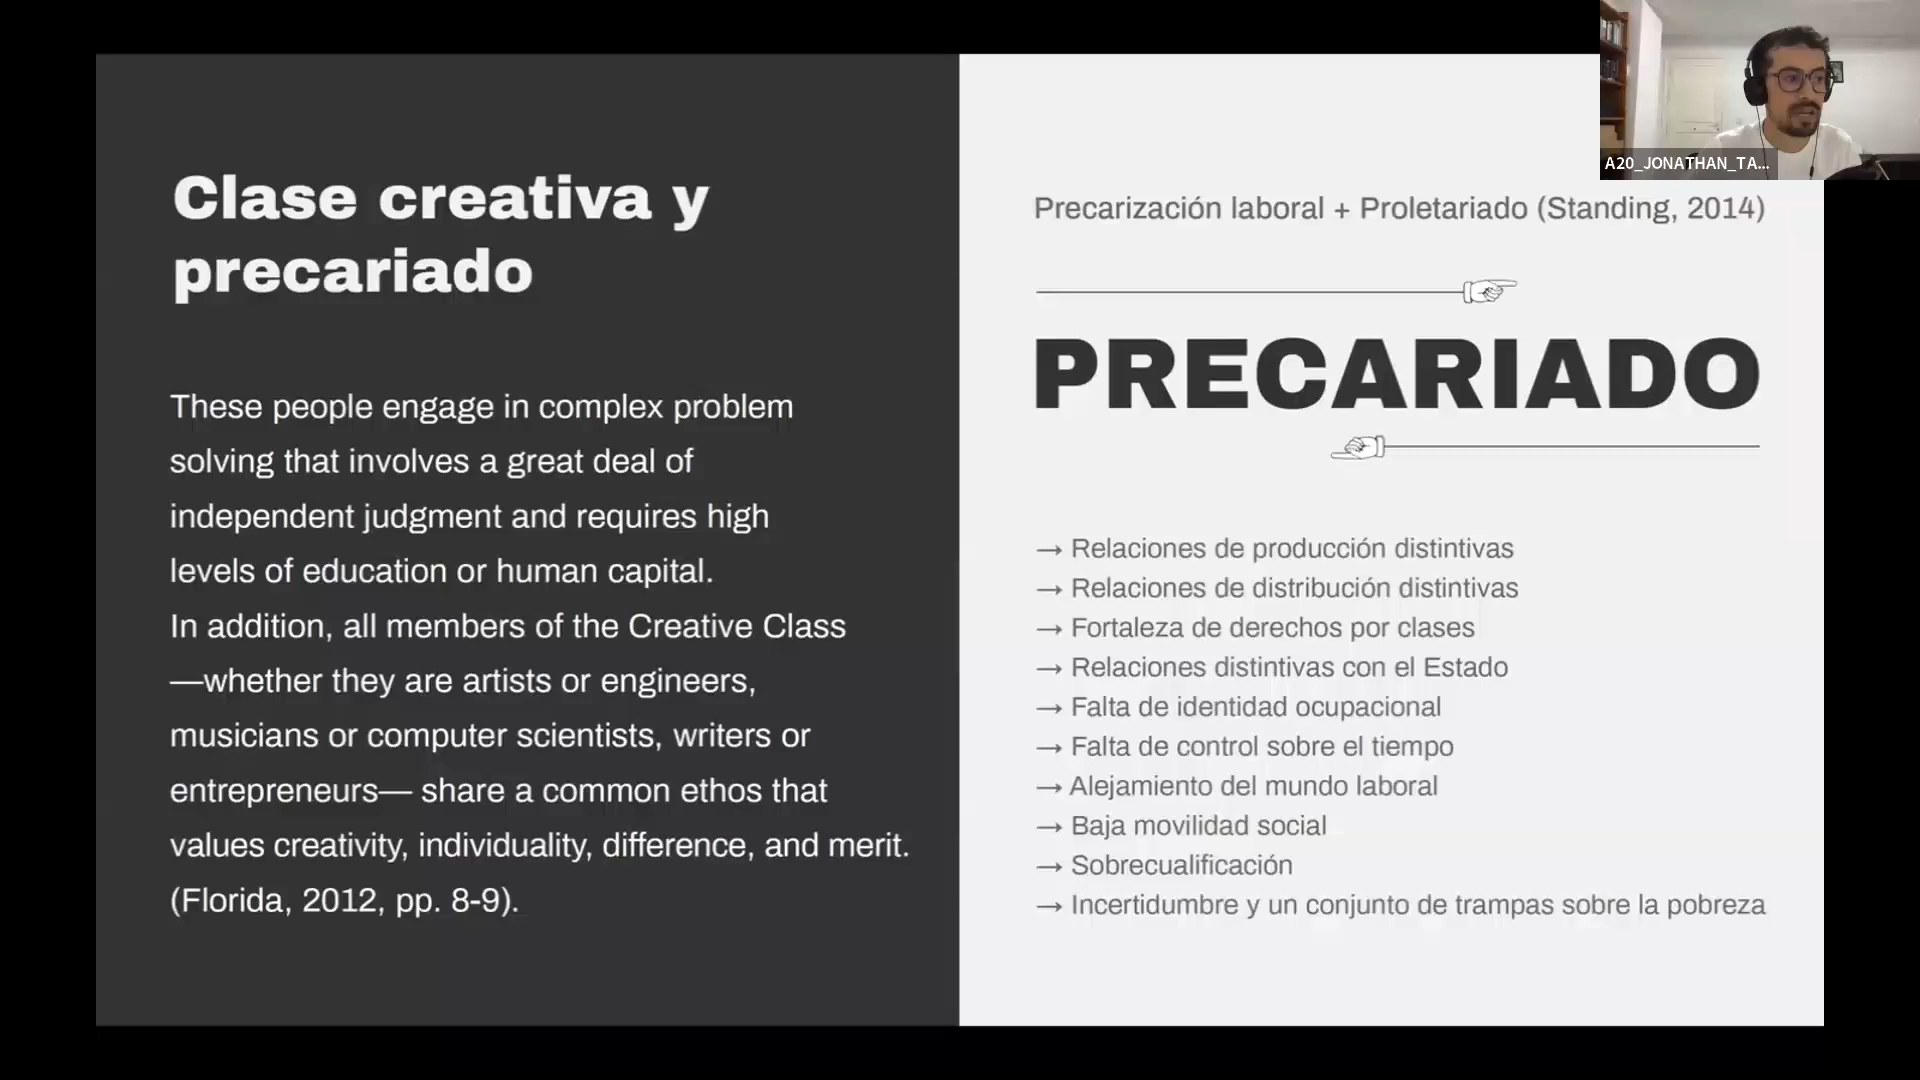 Clase creativa y
precariado
These people engage in complex problem
solving that involves a great deal of
independent judgment and requires high
levels of education or human capital.
In addition, all members of the Creative Class
—whether they are artists or engineers,
musicians or computer scientists, writers or
entrepreneurs— share a common ethos that
values creativity, individuality, difference, and merit.
(Florida, 2012, pp. 8-9).
A20_JONATHAN_TA...
Precarización laboral + Proletariado (Standing, 2014)
PRECARIADO
→ Relaciones de producción distintivas
→ Relaciones de distribución distintivas
→ Fortaleza de derechos por clases
→ Relaciones distintivas con el Estado
→ Falta de identidad ocupacional
→ Falta de control sobre el tiempo
→ Alejamiento del mundo laboral
→ Baja movilidad social
→ Sobrecualificación
→ Incertidumbre y un conjunto de trampas sobre la pobreza